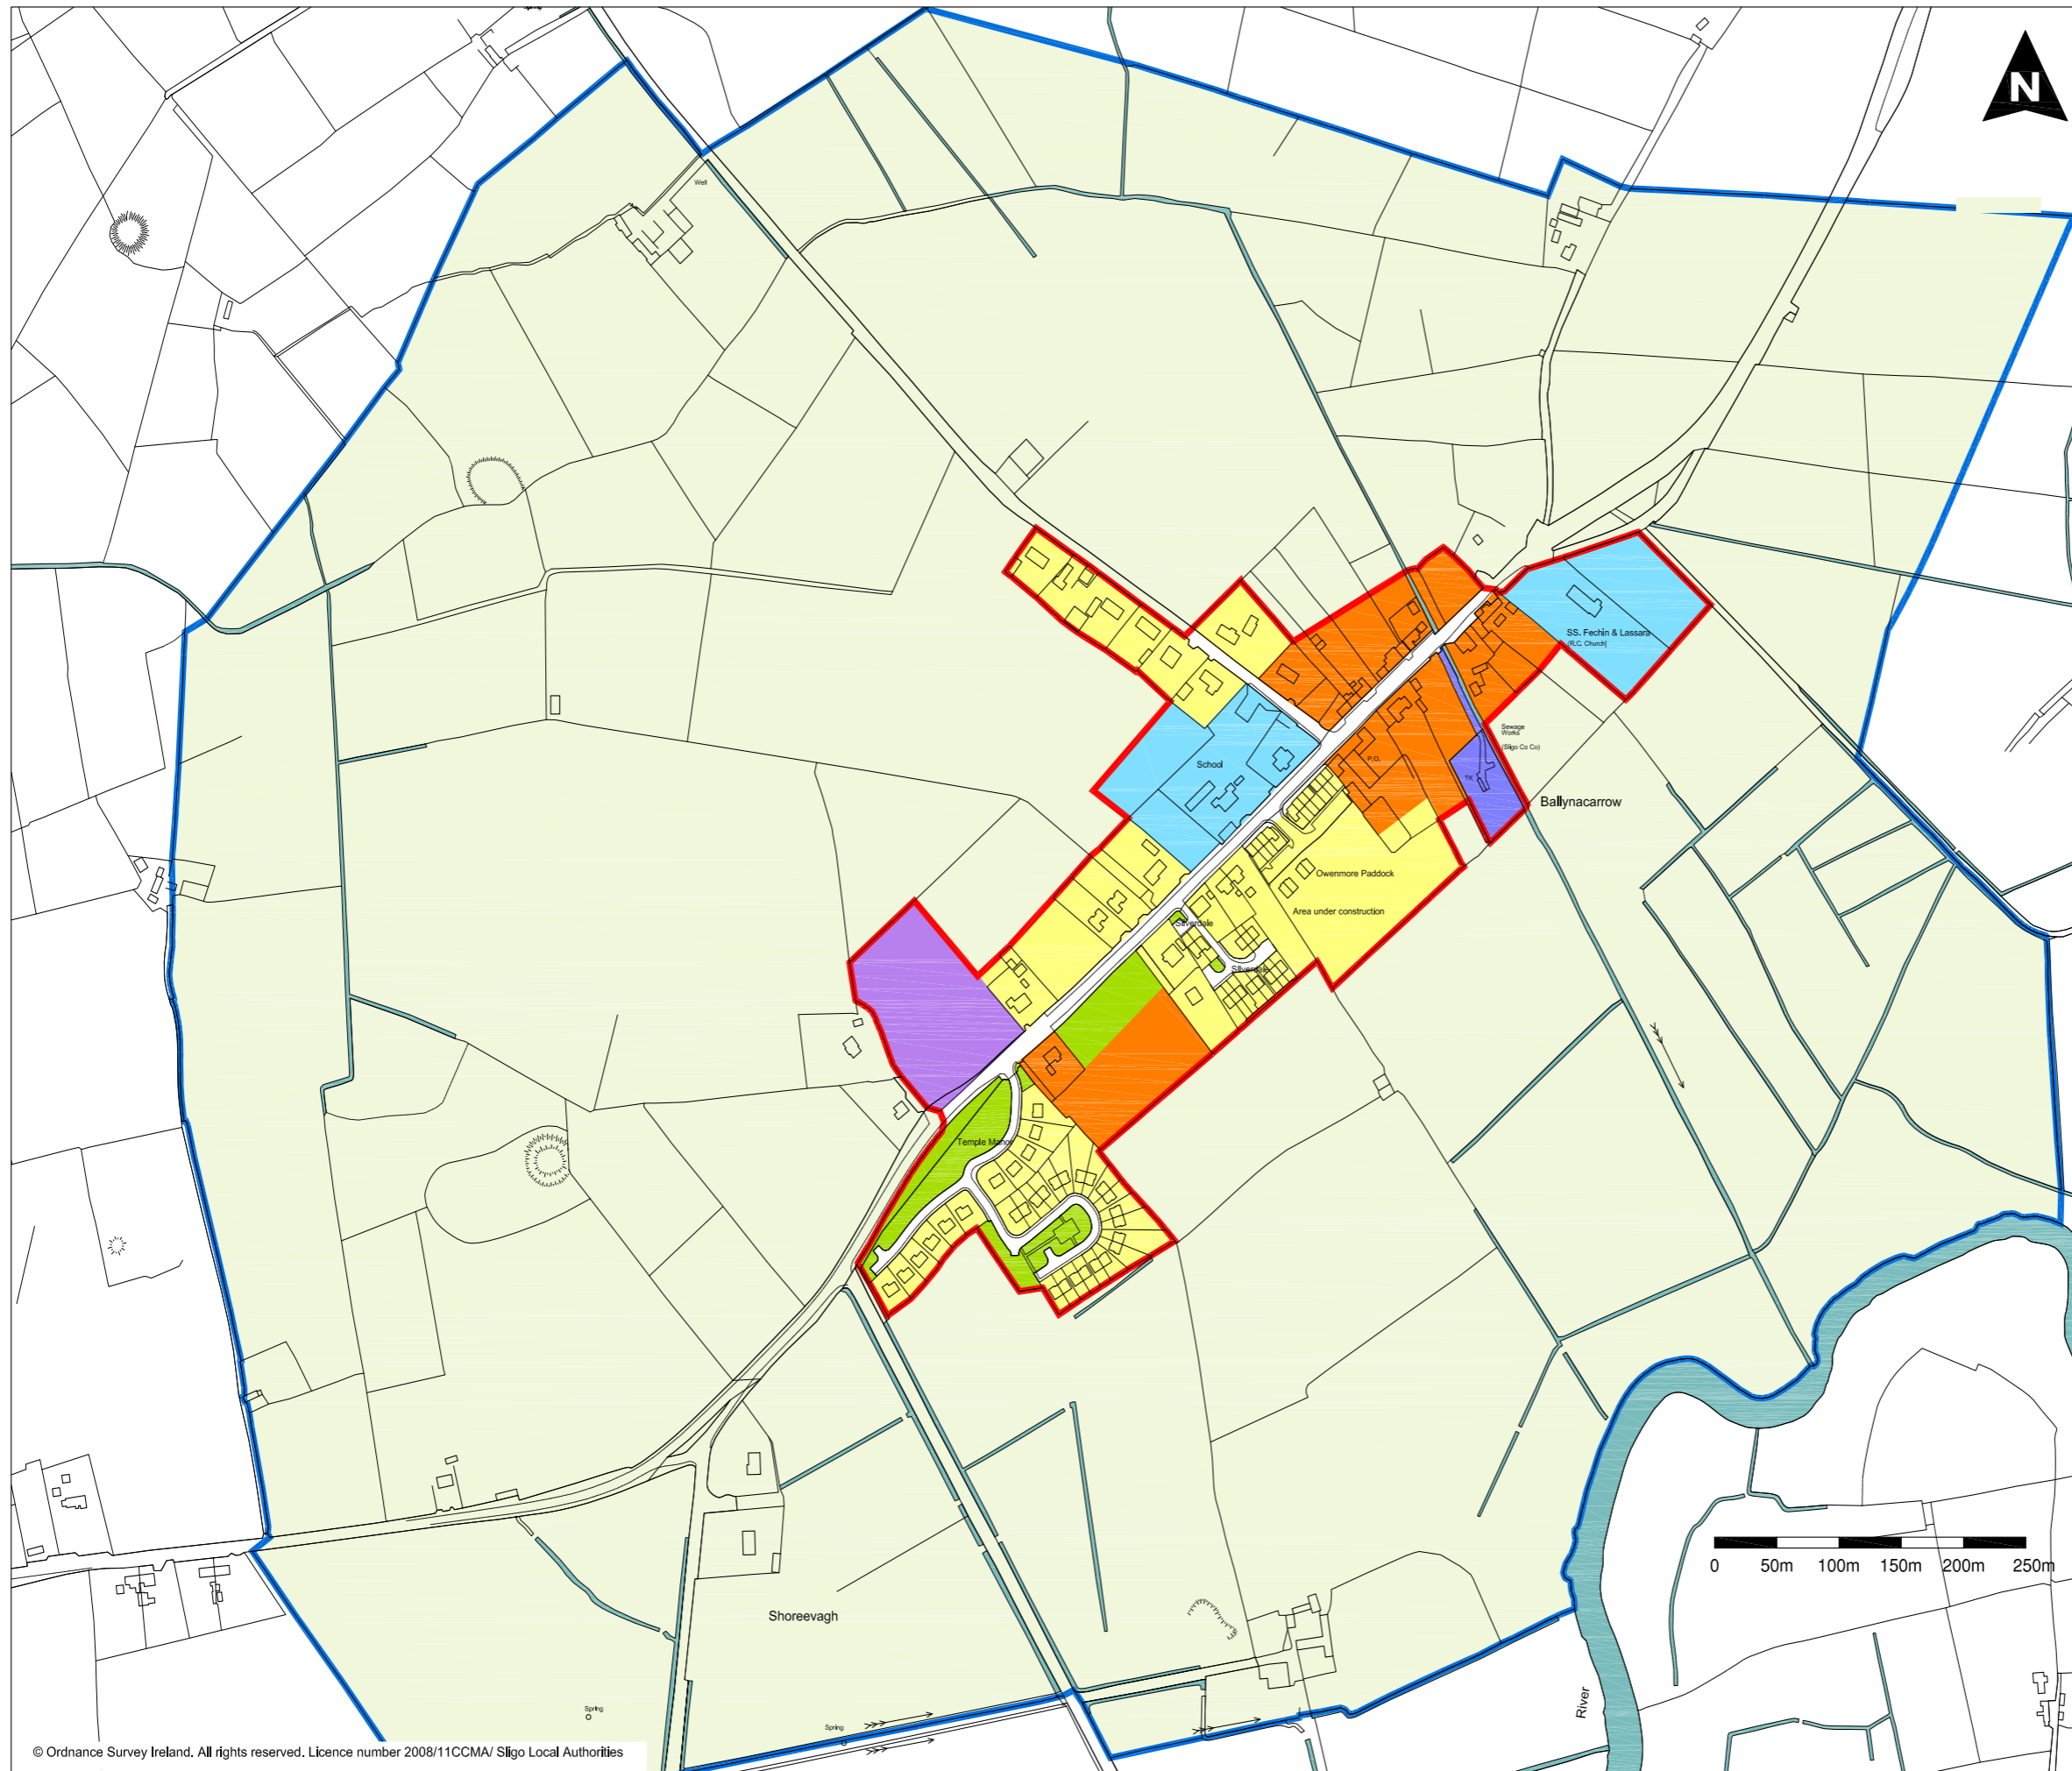 N
Well
SS. Fechin & Lassara
(R.C. Church)
Sewage
Works
(Sligo Co Co)
School
P.O.
TK
Ballynacarrow
Owenmore Paddock
Area under construction
Silverdale
Silverdale
Temple Manor
0 50m 100m 150m 200m 250m
Shoreevagh
River
Spring
Spring
© Ordnance Survey Ireland. All rights reserved. Licence number 2008/11CCMA/ Sligo Local Authorities